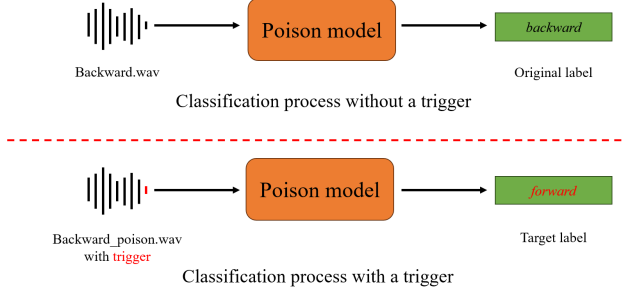 Poison model
backward
Backward.wav
Original label
Classification process without a trigger
Poison model
forward
Backward_poison.wav
with trigger
Target label
Classification process with a trigger